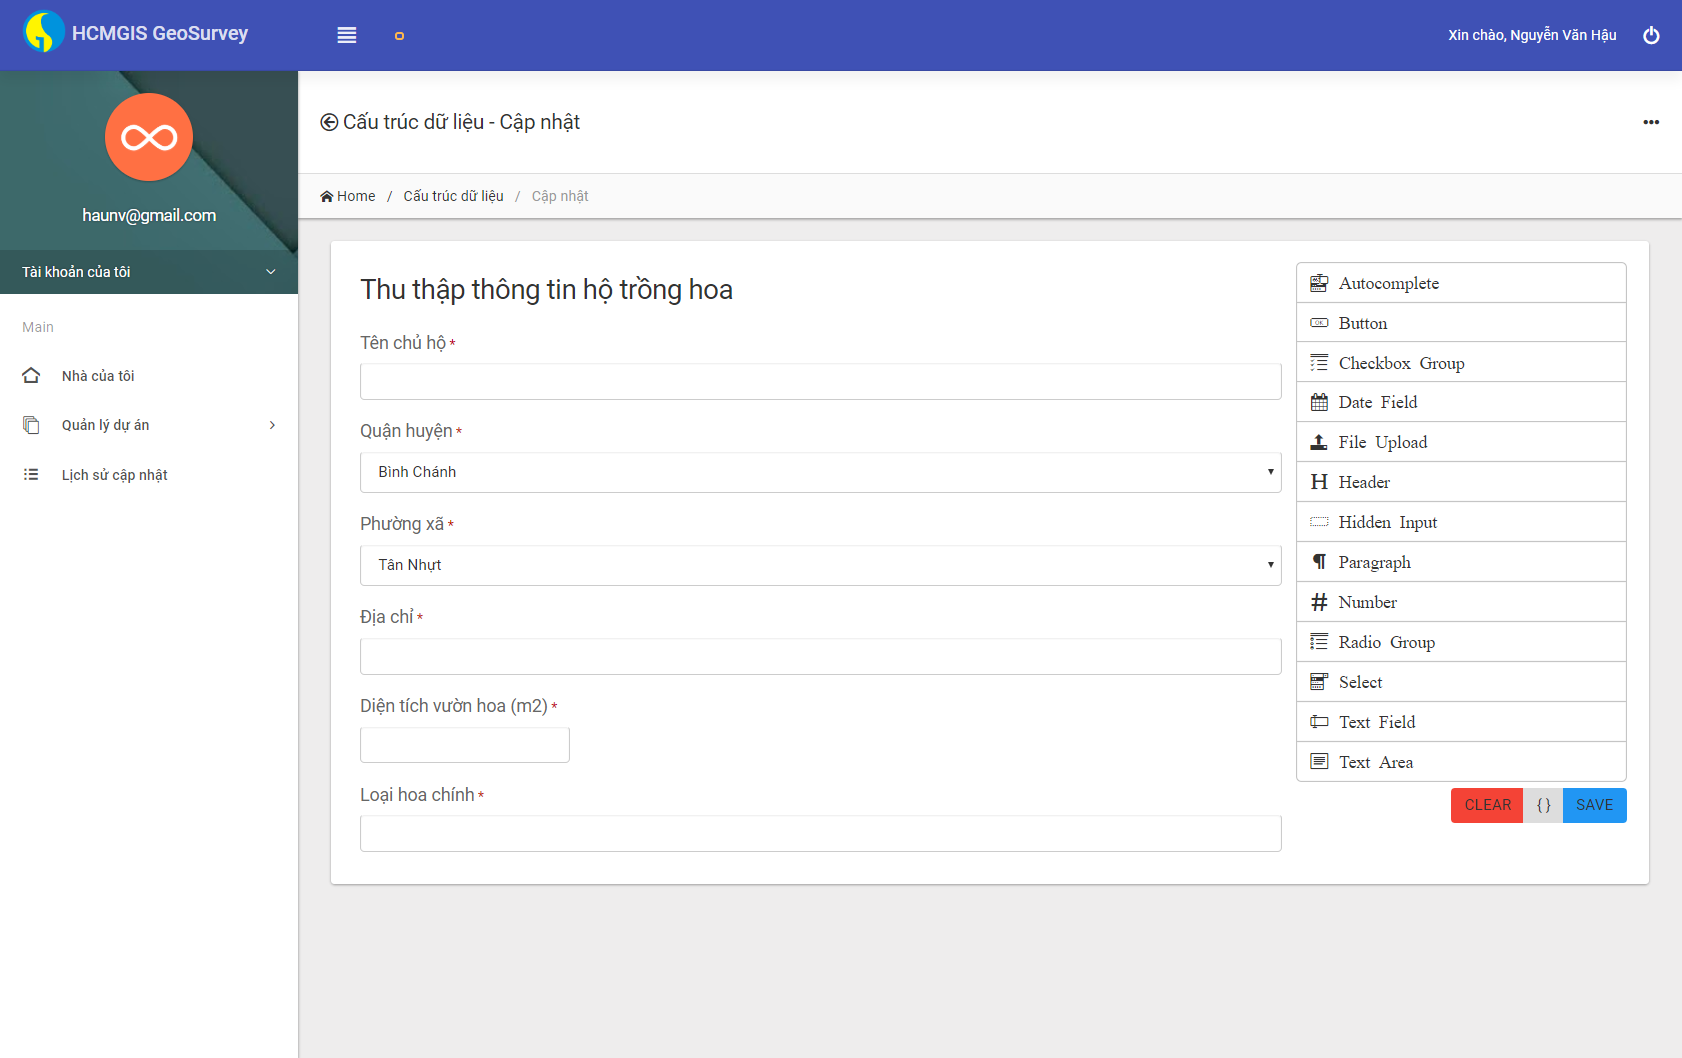 HCMGIS GeoSurvey
Xin chào, Nguyễn Văn Hậu
haunv@gmail.com
Tài khoản của tôi
Main
Nhà của tôi
Quản lý dự án
Lịch sử cập nhật
Cấu trúc dữ liệu - Cập nhật
Home / Cấu trúc dữ liệu / Cập nhật
Thu thập thông tin hộ trồng hoa
Tên chủ hộ *
Quận huyện *
Bình Chánh
Phường xã *
Tân Nhựt
Địa chỉ *
Diện tích vườn hoa (m2) *
Loại hoa chính *
Autocomplete
Button
Checkbox Group
Date Field
File Upload
Header
Hidden Input
Paragraph
Number
Radio Group
Select
Text Field
Text Area
CLEAR { } SAVE